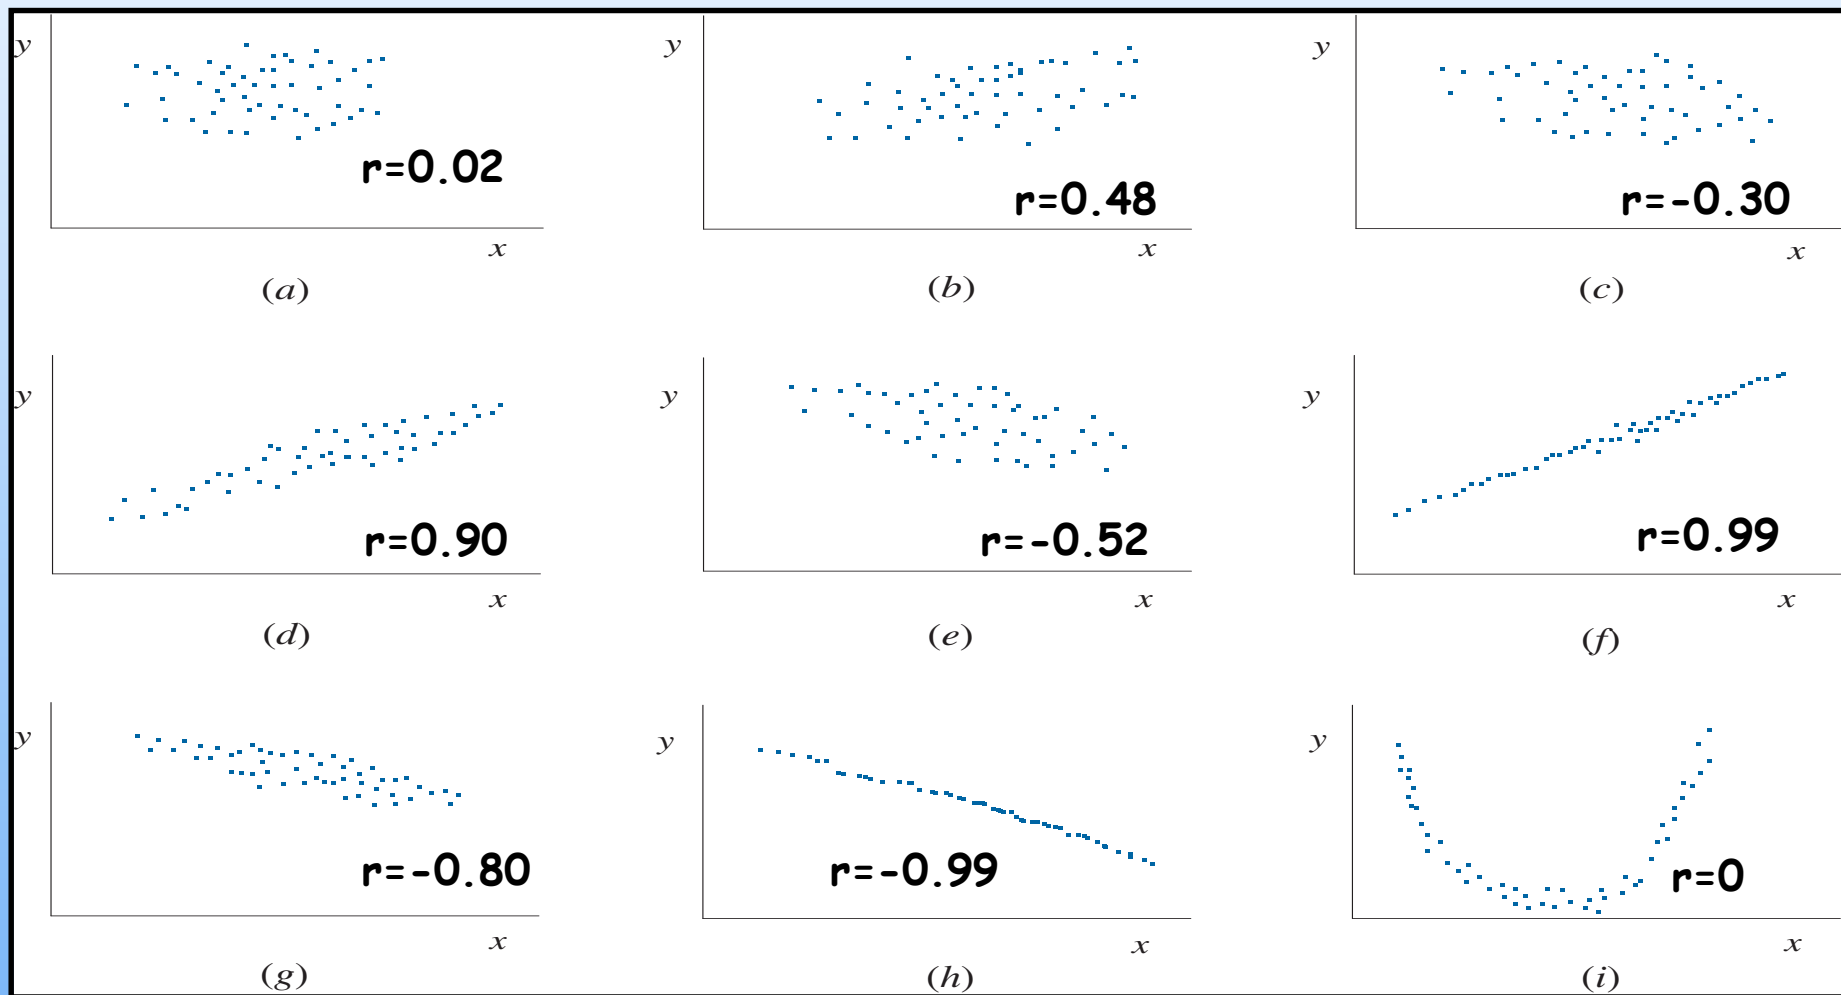 y
r=0.02
x
(a)
y
r=0.48
x
(b)
y
r=-0.30
x
(c)
y
r=0.90
x
(d)
y
r=-0.52
x
(e)
y
r=0.99
x
(f)
y
r=-0.80
x
(g)
y
r=-0.99
x
(h)
y
r=0
x
(i)